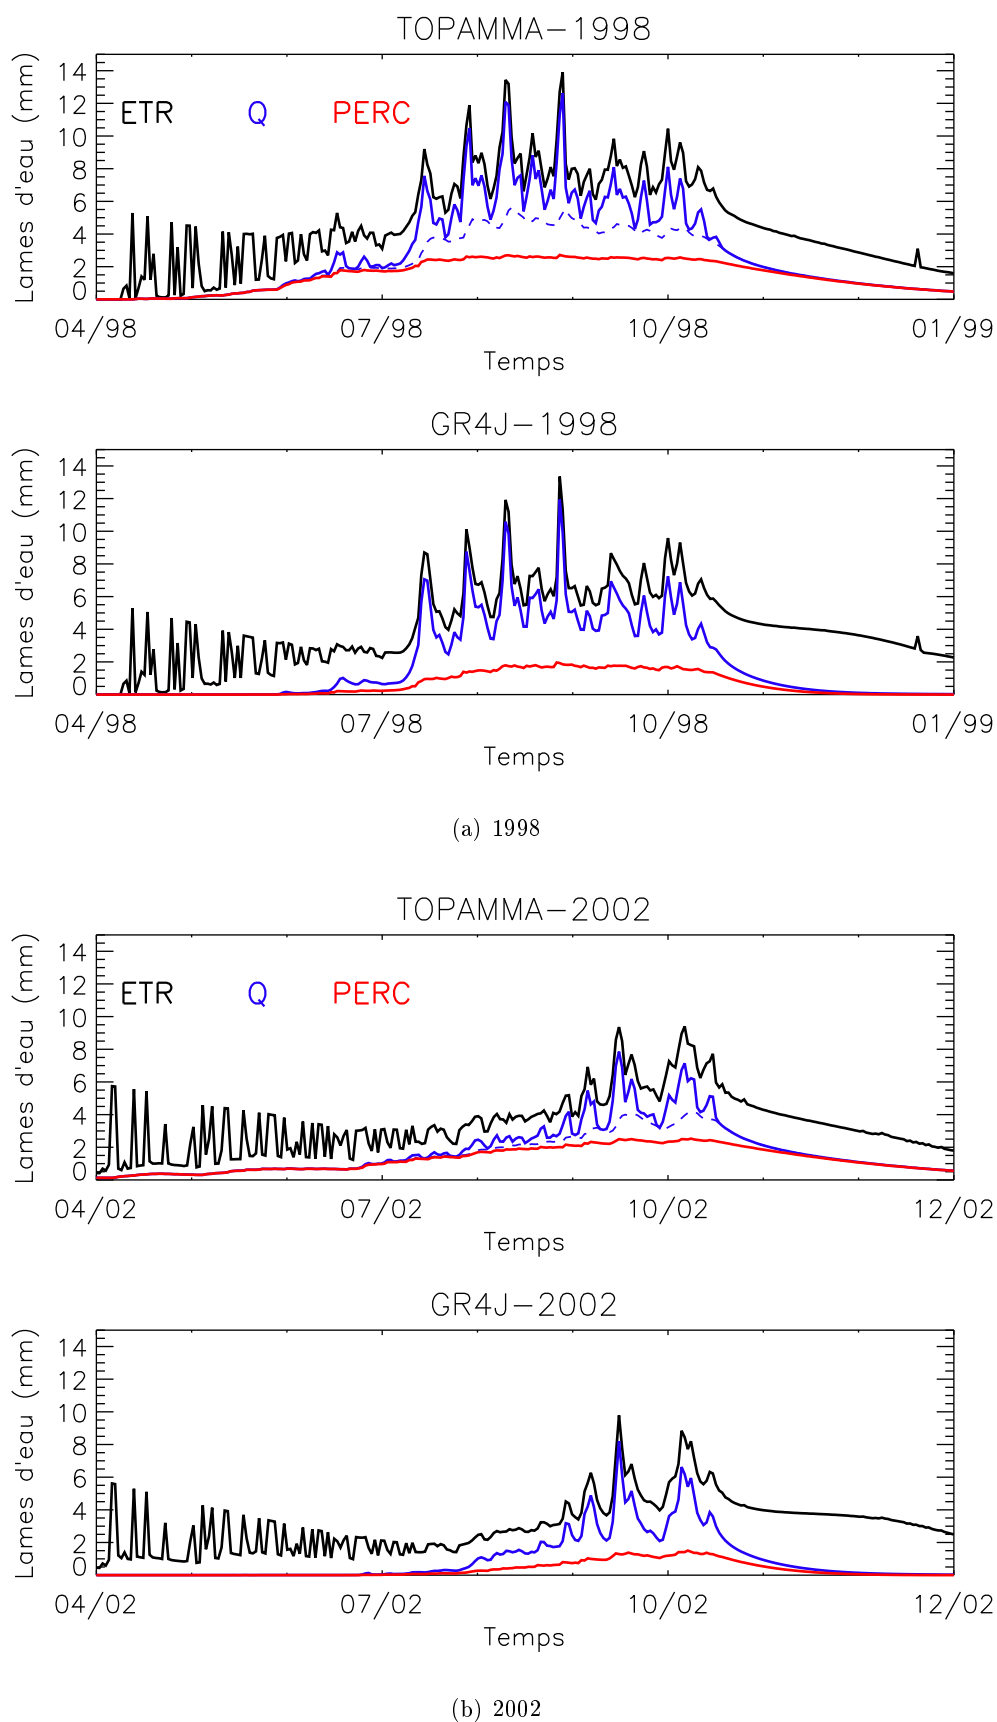 TOPAMMA−1998
Lames d'eau (mm)
14
12
10
8
6
4
2
0
ETR Q PERC
04/98 07/98 10/98 01/99
Temps
GR4J−1998
Lames d'eau (mm)
14
12
10
8
6
4
2
0
04/98 07/98 10/98 01/99
Temps
(a) 1998
TOPAMMA−2002
Lames d'eau (mm)
14
12
10
8
6
4
2
0
ETR Q PERC
04/02 07/02 10/02 12/02
Temps
GR4J−2002
Lames d'eau (mm)
14
12
10
8
6
4
2
0
04/02 07/02 10/02 12/02
Temps
(b) 2002